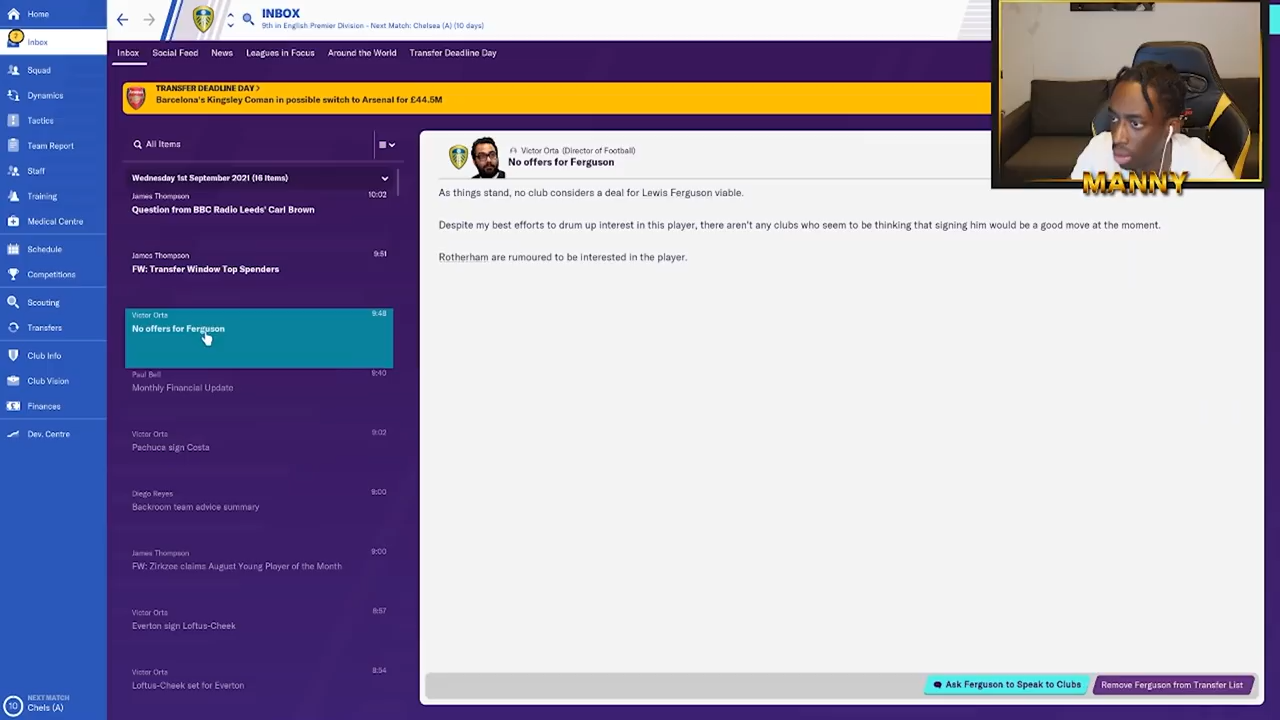 Home
INBOX
9th in English Premier Division - Next Match: Chelsea (A) (10 days)
7
Inbox
Squad
Dynamics
Tactics
Team Report
Staff
Training
Medical Centre
Schedule
Competitions
Scouting
Transfers
Club Info
Club Vision
Finances
Dev. Centre
NEXT MATCH
10
Chels (A)
Inbox
Social Feed
News
Leagues in Focus
Around the World
Transfer Deadline Day
TRANSFER DEADLINE DAY >
Barcelona's Kingsley Coman in possible switch to Arsenal for £44.5M
MANNY
All Items
Wednesday 1st September 2021 (16 Items)
James Thompson
10:02
Question from BBC Radio Leeds' Carl Brown
James Thompson
9:51
FW: Transfer Window Top Spenders
Victor Orta
9:48
No offers for Ferguson
Paul Bell
9:40
Monthly Financial Update
Victor Orta
9:02
Pachuca sign Costa
Diego Reyes
9:00
Backroom team advice summary
James Thompson
9:00
FW: Zirkzee claims August Young Player of the Month
Victor Orta
8:57
Everton sign Loftus-Cheek
Victor Orta
8:54
Loftus-Cheek set for Everton
Victor Orta (Director of Football)
No offers for Ferguson
As things stand, no club considers a deal for Lewis Ferguson viable.
Despite my best efforts to drum up interest in this player, there aren't any clubs who seem to be thinking that signing him would be a good move at the moment.
Rotherham are rumoured to be interested in the player.
Ask Ferguson to Speak to Clubs
Remove Ferguson from Transfer List